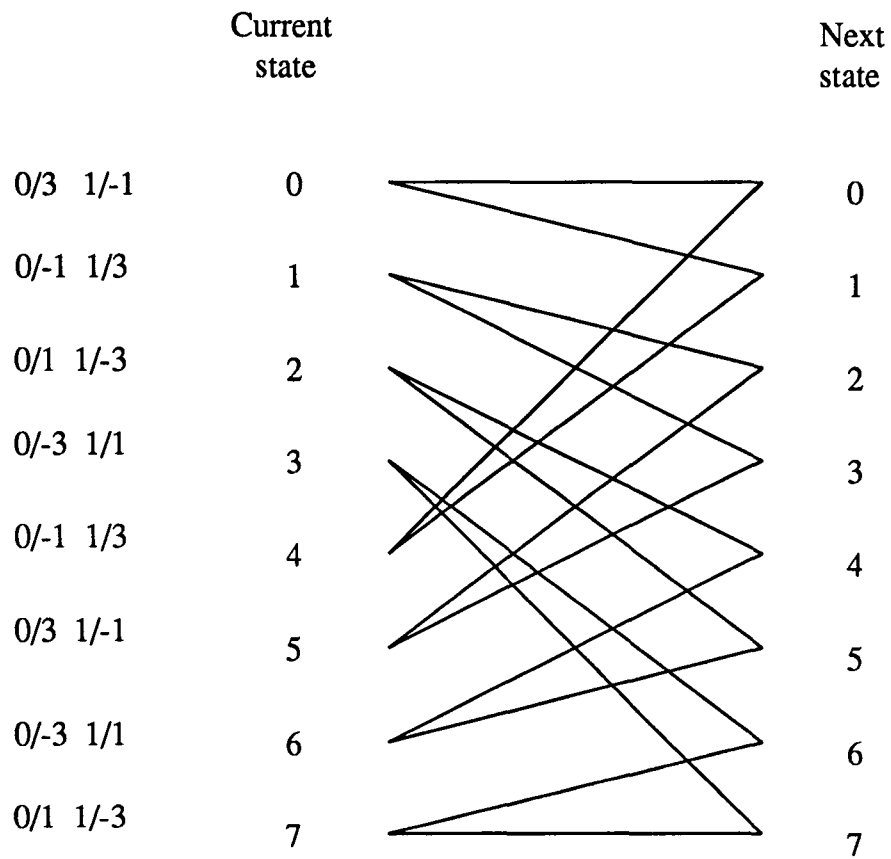 Current
state
Next
state
0/3 1/-1 0 0
0/-1 1/3 1 1
0/1 1/-3 2 2
0/-3 1/1 3 3
0/-1 1/3 4 4
0/3 1/-1 5 5
0/-3 1/1 6 6
0/1 1/-3 7 7